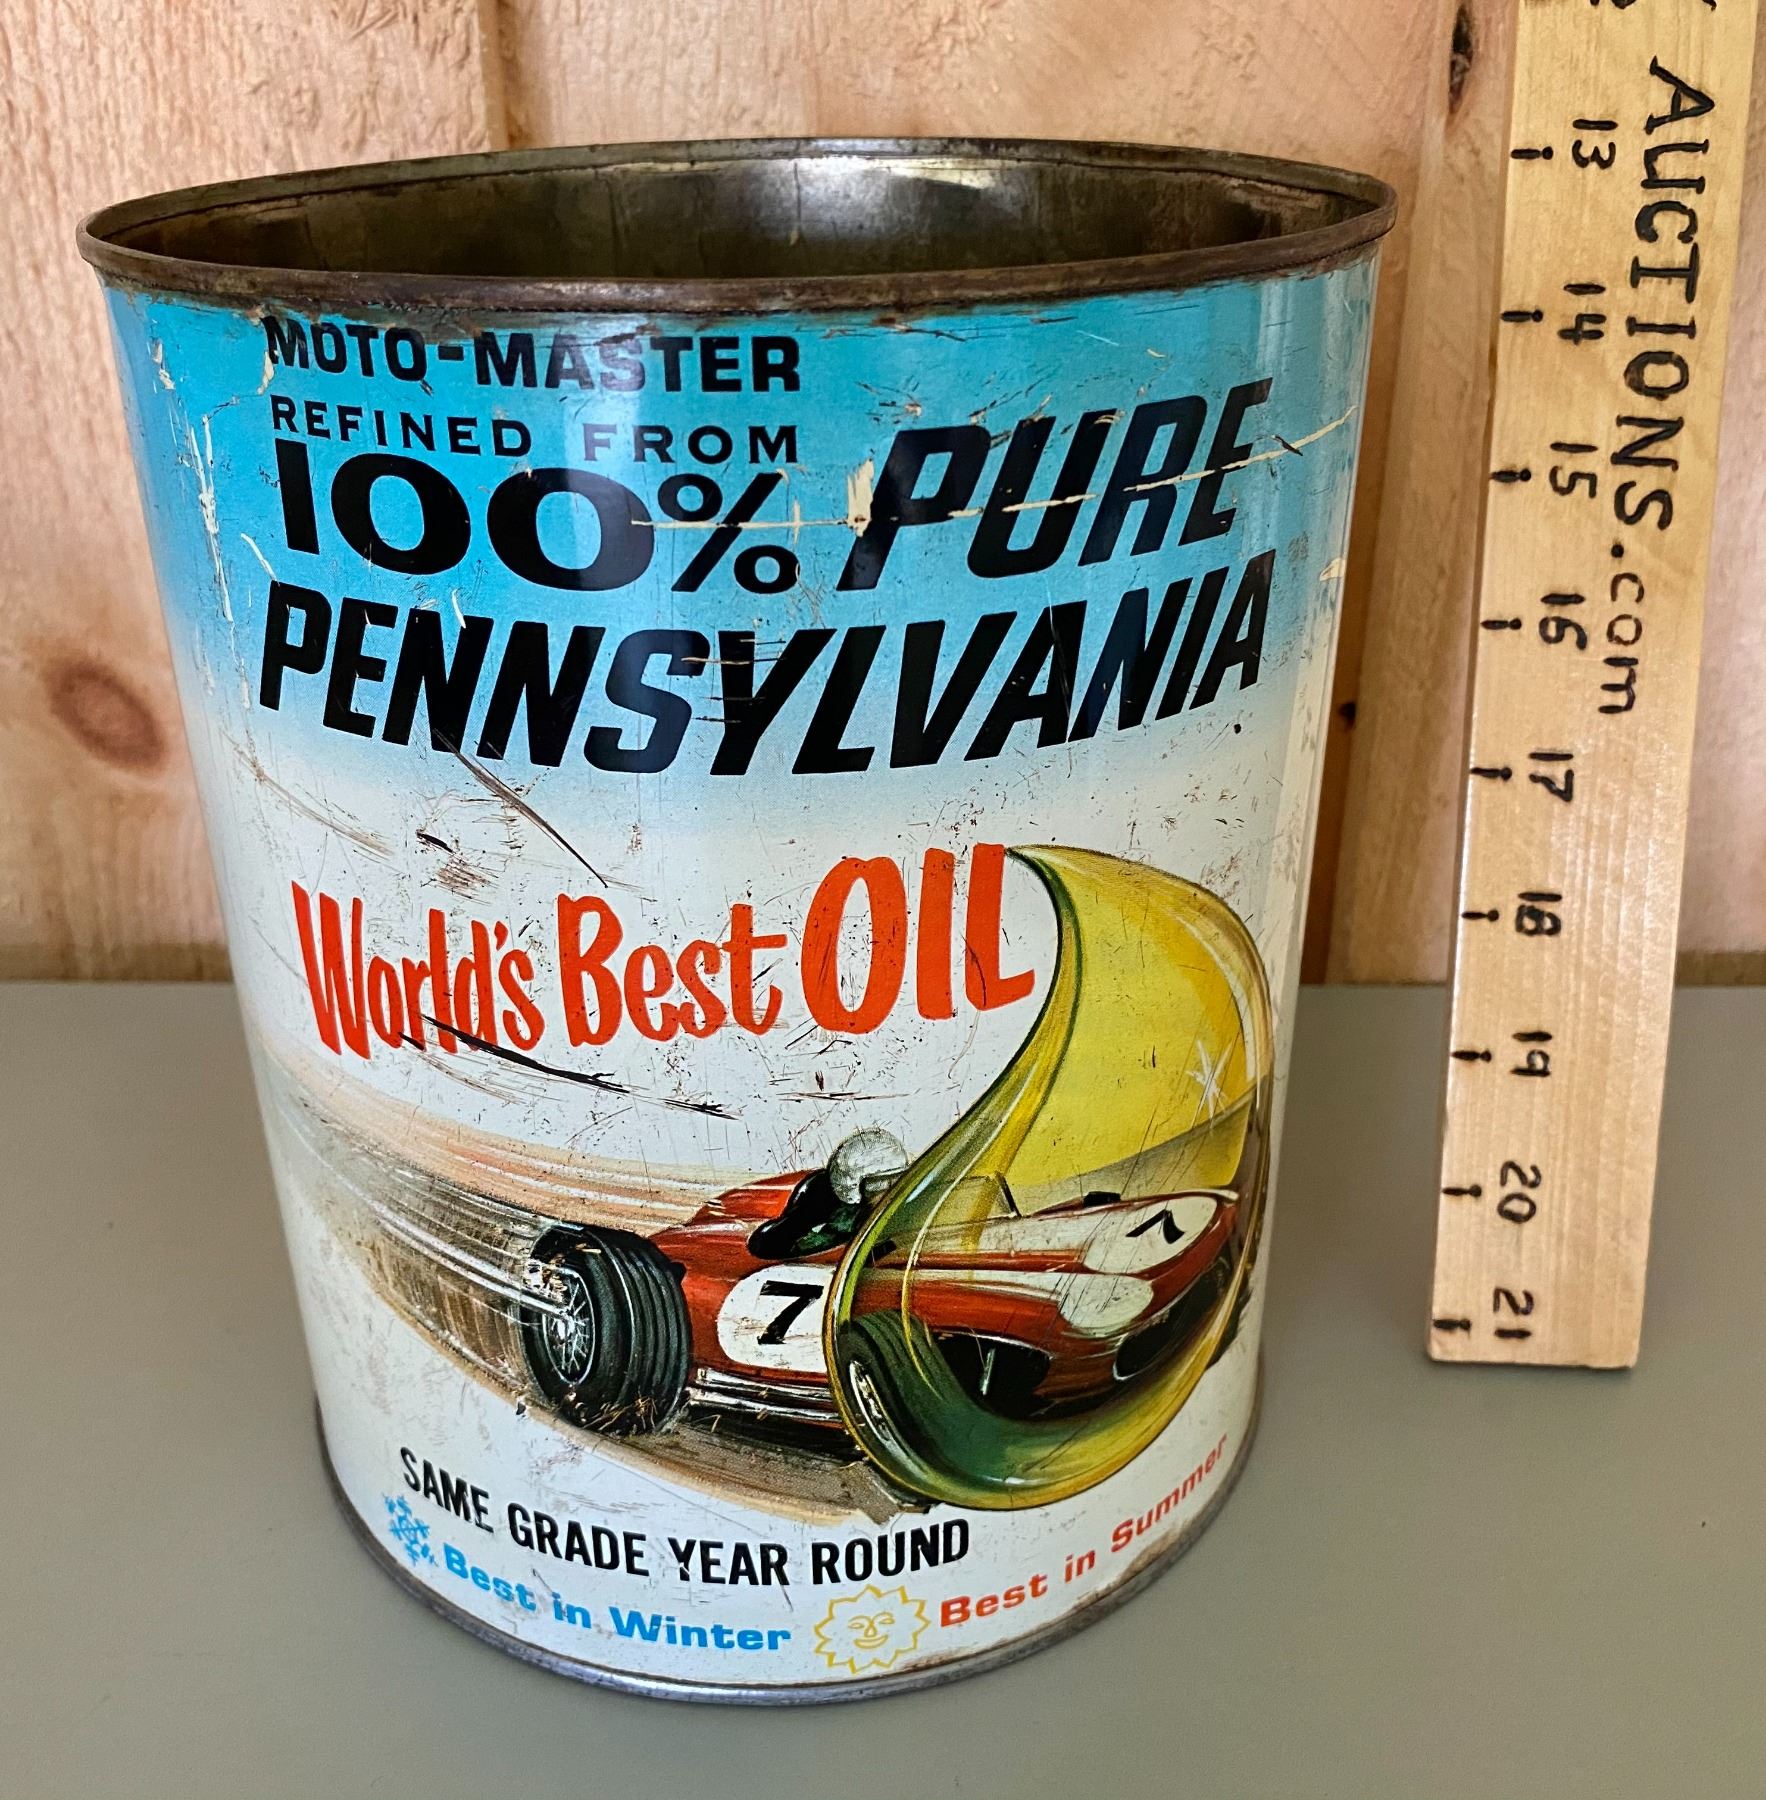 MOTO-MASTER
REFINED FROM
100% PURE
PENNSYLVANIA
World's Best OIL
7
7
SAME GRADE YEAR ROUND
Best in Winter
Best in Summer
AUCTIONS.com
13
14
15
16
17
18
19
20
21